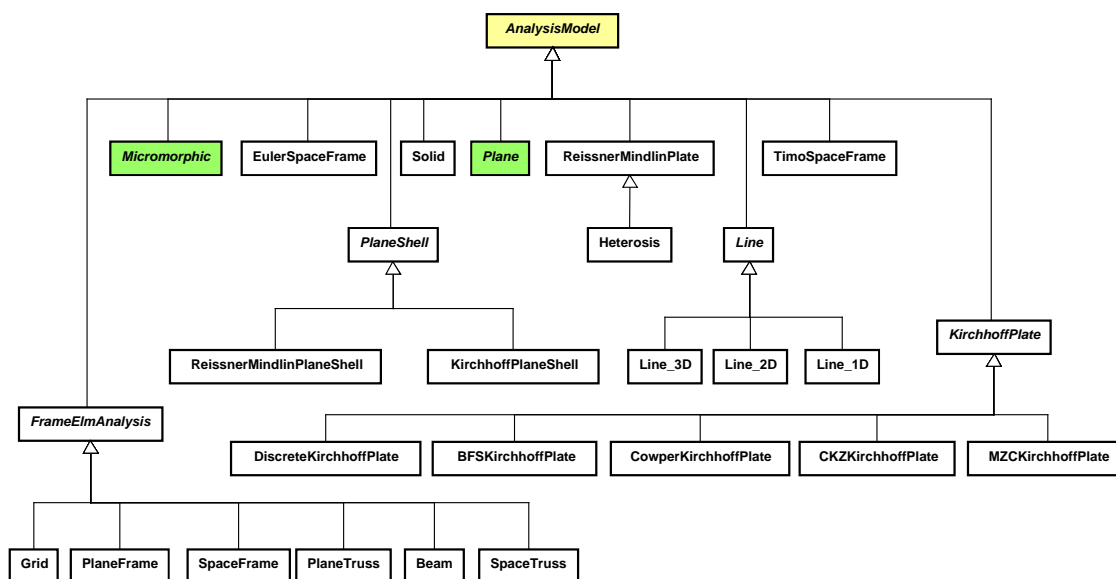 AnalysisModel
Micromorphic
EulerSpaceFrame
Solid
Plane
ReissnerMindlinPlate
TimoSpaceFrame
PlaneShell
Heterosis
Line
KirchhoffPlate
ReissnerMindlinPlaneShell
KirchhoffPlaneShell
Line_3D
Line_2D
Line_1D
FrameElmAnalysis
DiscreteKirchhoffPlate
BFSKirchhoffPlate
CowperKirchhoffPlate
CKZKirchhoffPlate
MZCKirchhoffPlate
Grid
PlaneFrame
SpaceFrame
PlaneTruss
Beam
SpaceTruss